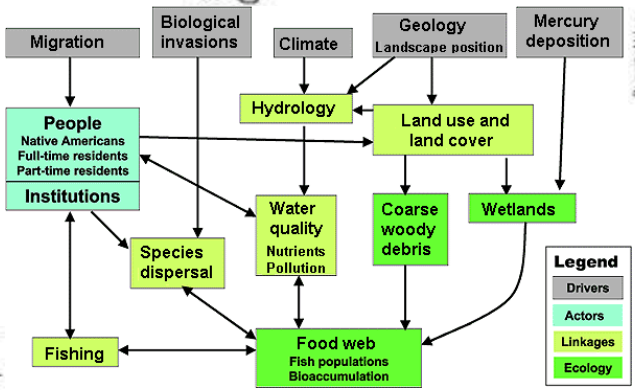 Migration
Biological
invasions
Climate
Geology
Landscape position
Mercury
deposition
Hydrology
People
Native Americans
Full-time residents
Part-time residents
Institutions
Land use and
land cover
Water
quality
Nutrients
Pollution
Coarse
woody
debris
Wetlands
Species
dispersal
Fishing
Food web
Fish populations
Bioaccumulation
Legend
Drivers
Actors
Linkages
Ecology